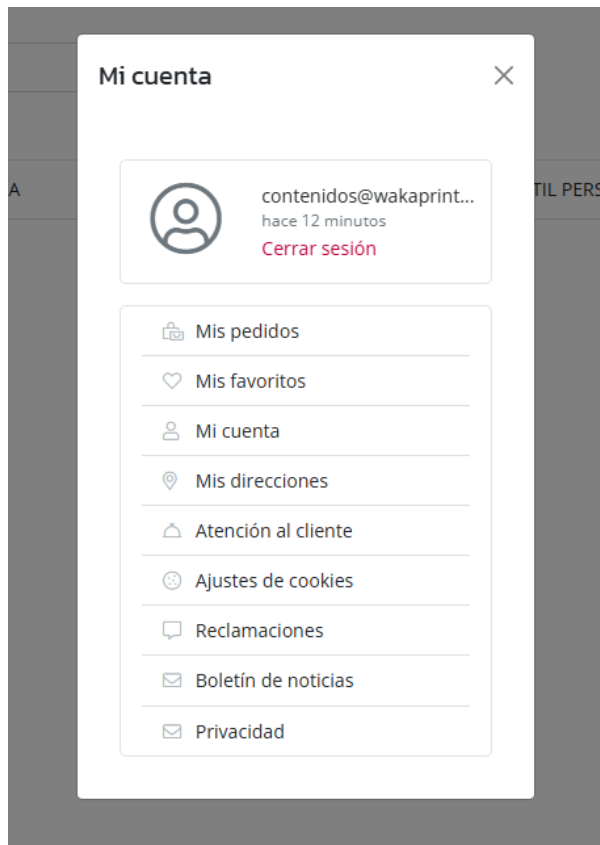 Mi cuenta
A
TIL PERS
contenidos@wakaprint...
hace 12 minutos
Cerrar sesión
Mis pedidos
Mis favoritos
Mi cuenta
Mis direcciones
Atención al cliente
Ajustes de cookies
Reclamaciones
Boletín de noticias
Privacidad